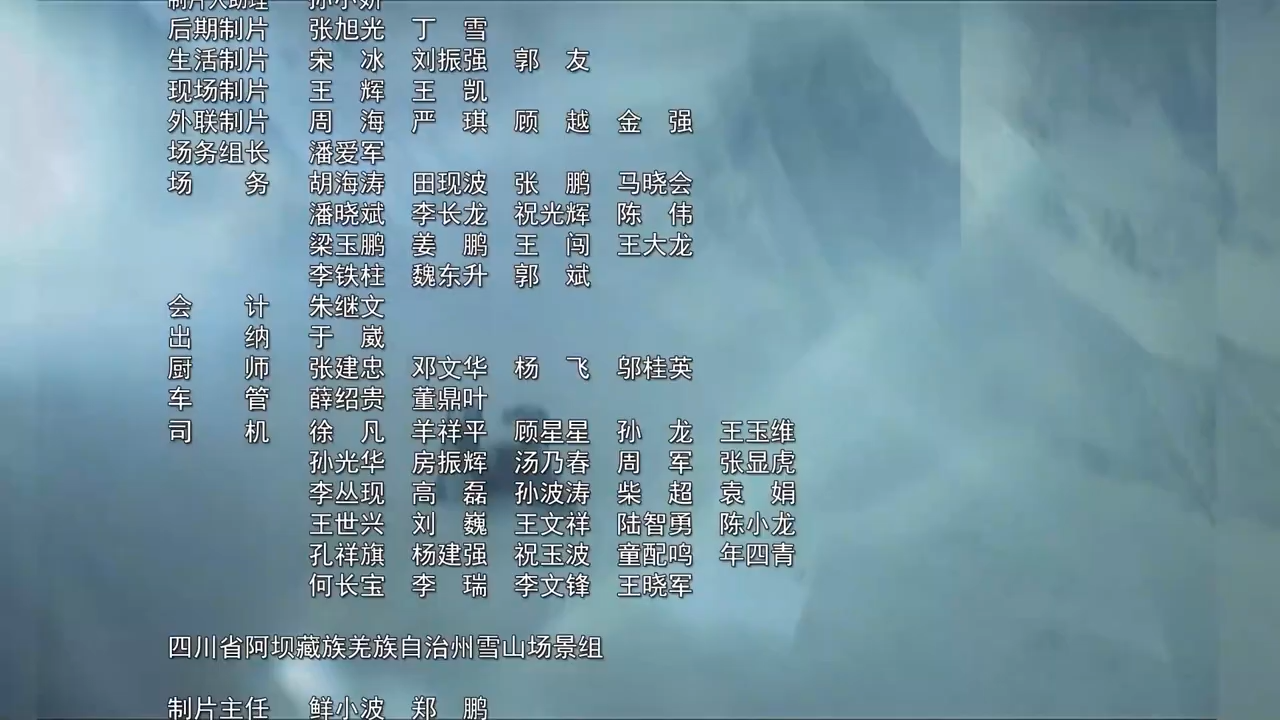 制片人助理 孙小妍
后期制片 张旭光 丁 雪
生活制片 宋 冰 刘振强 郭 友
现场制片 王 辉 王 凯
外联制片 周 海 严 琪 顾 越 金 强
场务组长 潘爱军
场 务 胡海涛 田现波 张 鹏 马晓会
潘晓斌 李长龙 祝光辉 陈 伟
梁玉鹏 姜 鹏 王 闯 王大龙
李铁柱 魏东升 郭 斌
会 计 朱继文
出 纳 于 崴
厨 师 张建忠 邓文华 杨 飞 邬桂英
车 管 薛绍贵 董鼎叶
司 机 徐 凡 羊祥平 顾星星 孙 龙 王玉维
孙光华 房振辉 汤乃春 周 军 张显虎
李丛现 高 磊 孙波涛 柴 超 袁 娟
王世兴 刘 巍 王文祥 陆智勇 陈小龙
孔祥旗 杨建强 祝玉波 童配鸣 年四青
何长宝 李 瑞 李文锋 王晓军
四川省阿坝藏族羌族自治州雪山场景组
制片主任 鲜小波 郑 鹏